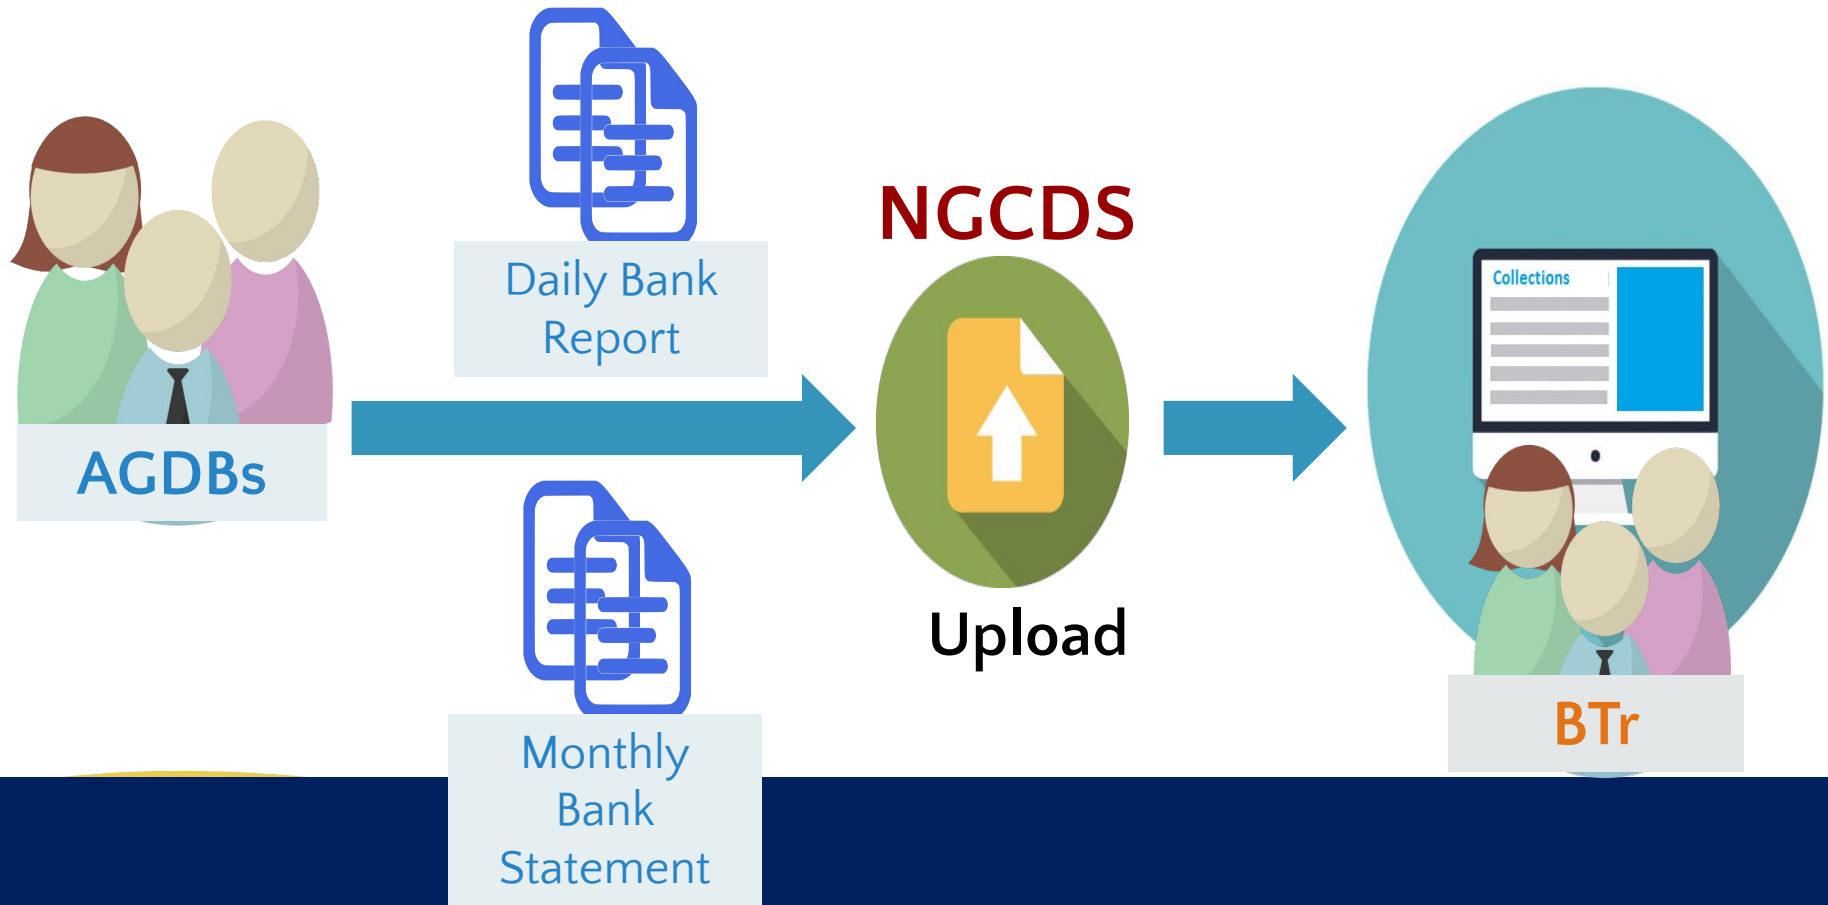 AGDBs
Daily Bank
Report
Monthly
Bank
Statement
NGCDS
Upload
Collections
BTr